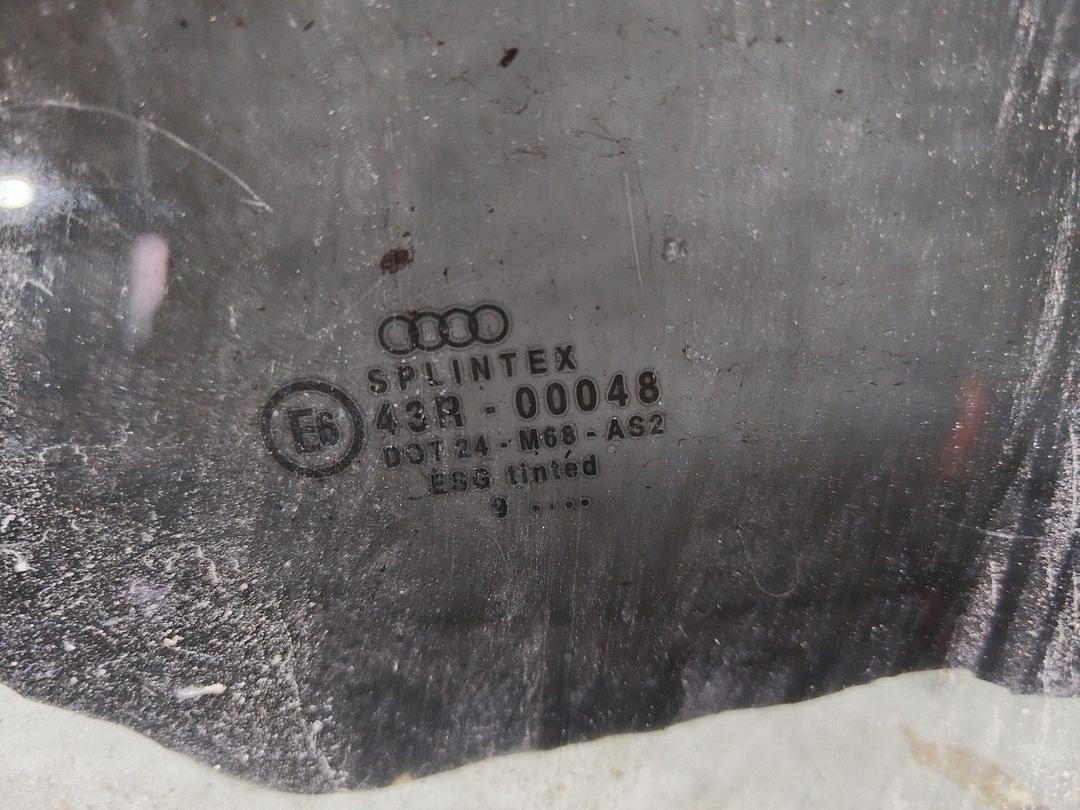 SPLINTEX
E6 43R - 00048
DOT 24 - M68 - AS2
ESG tinted
9 ....